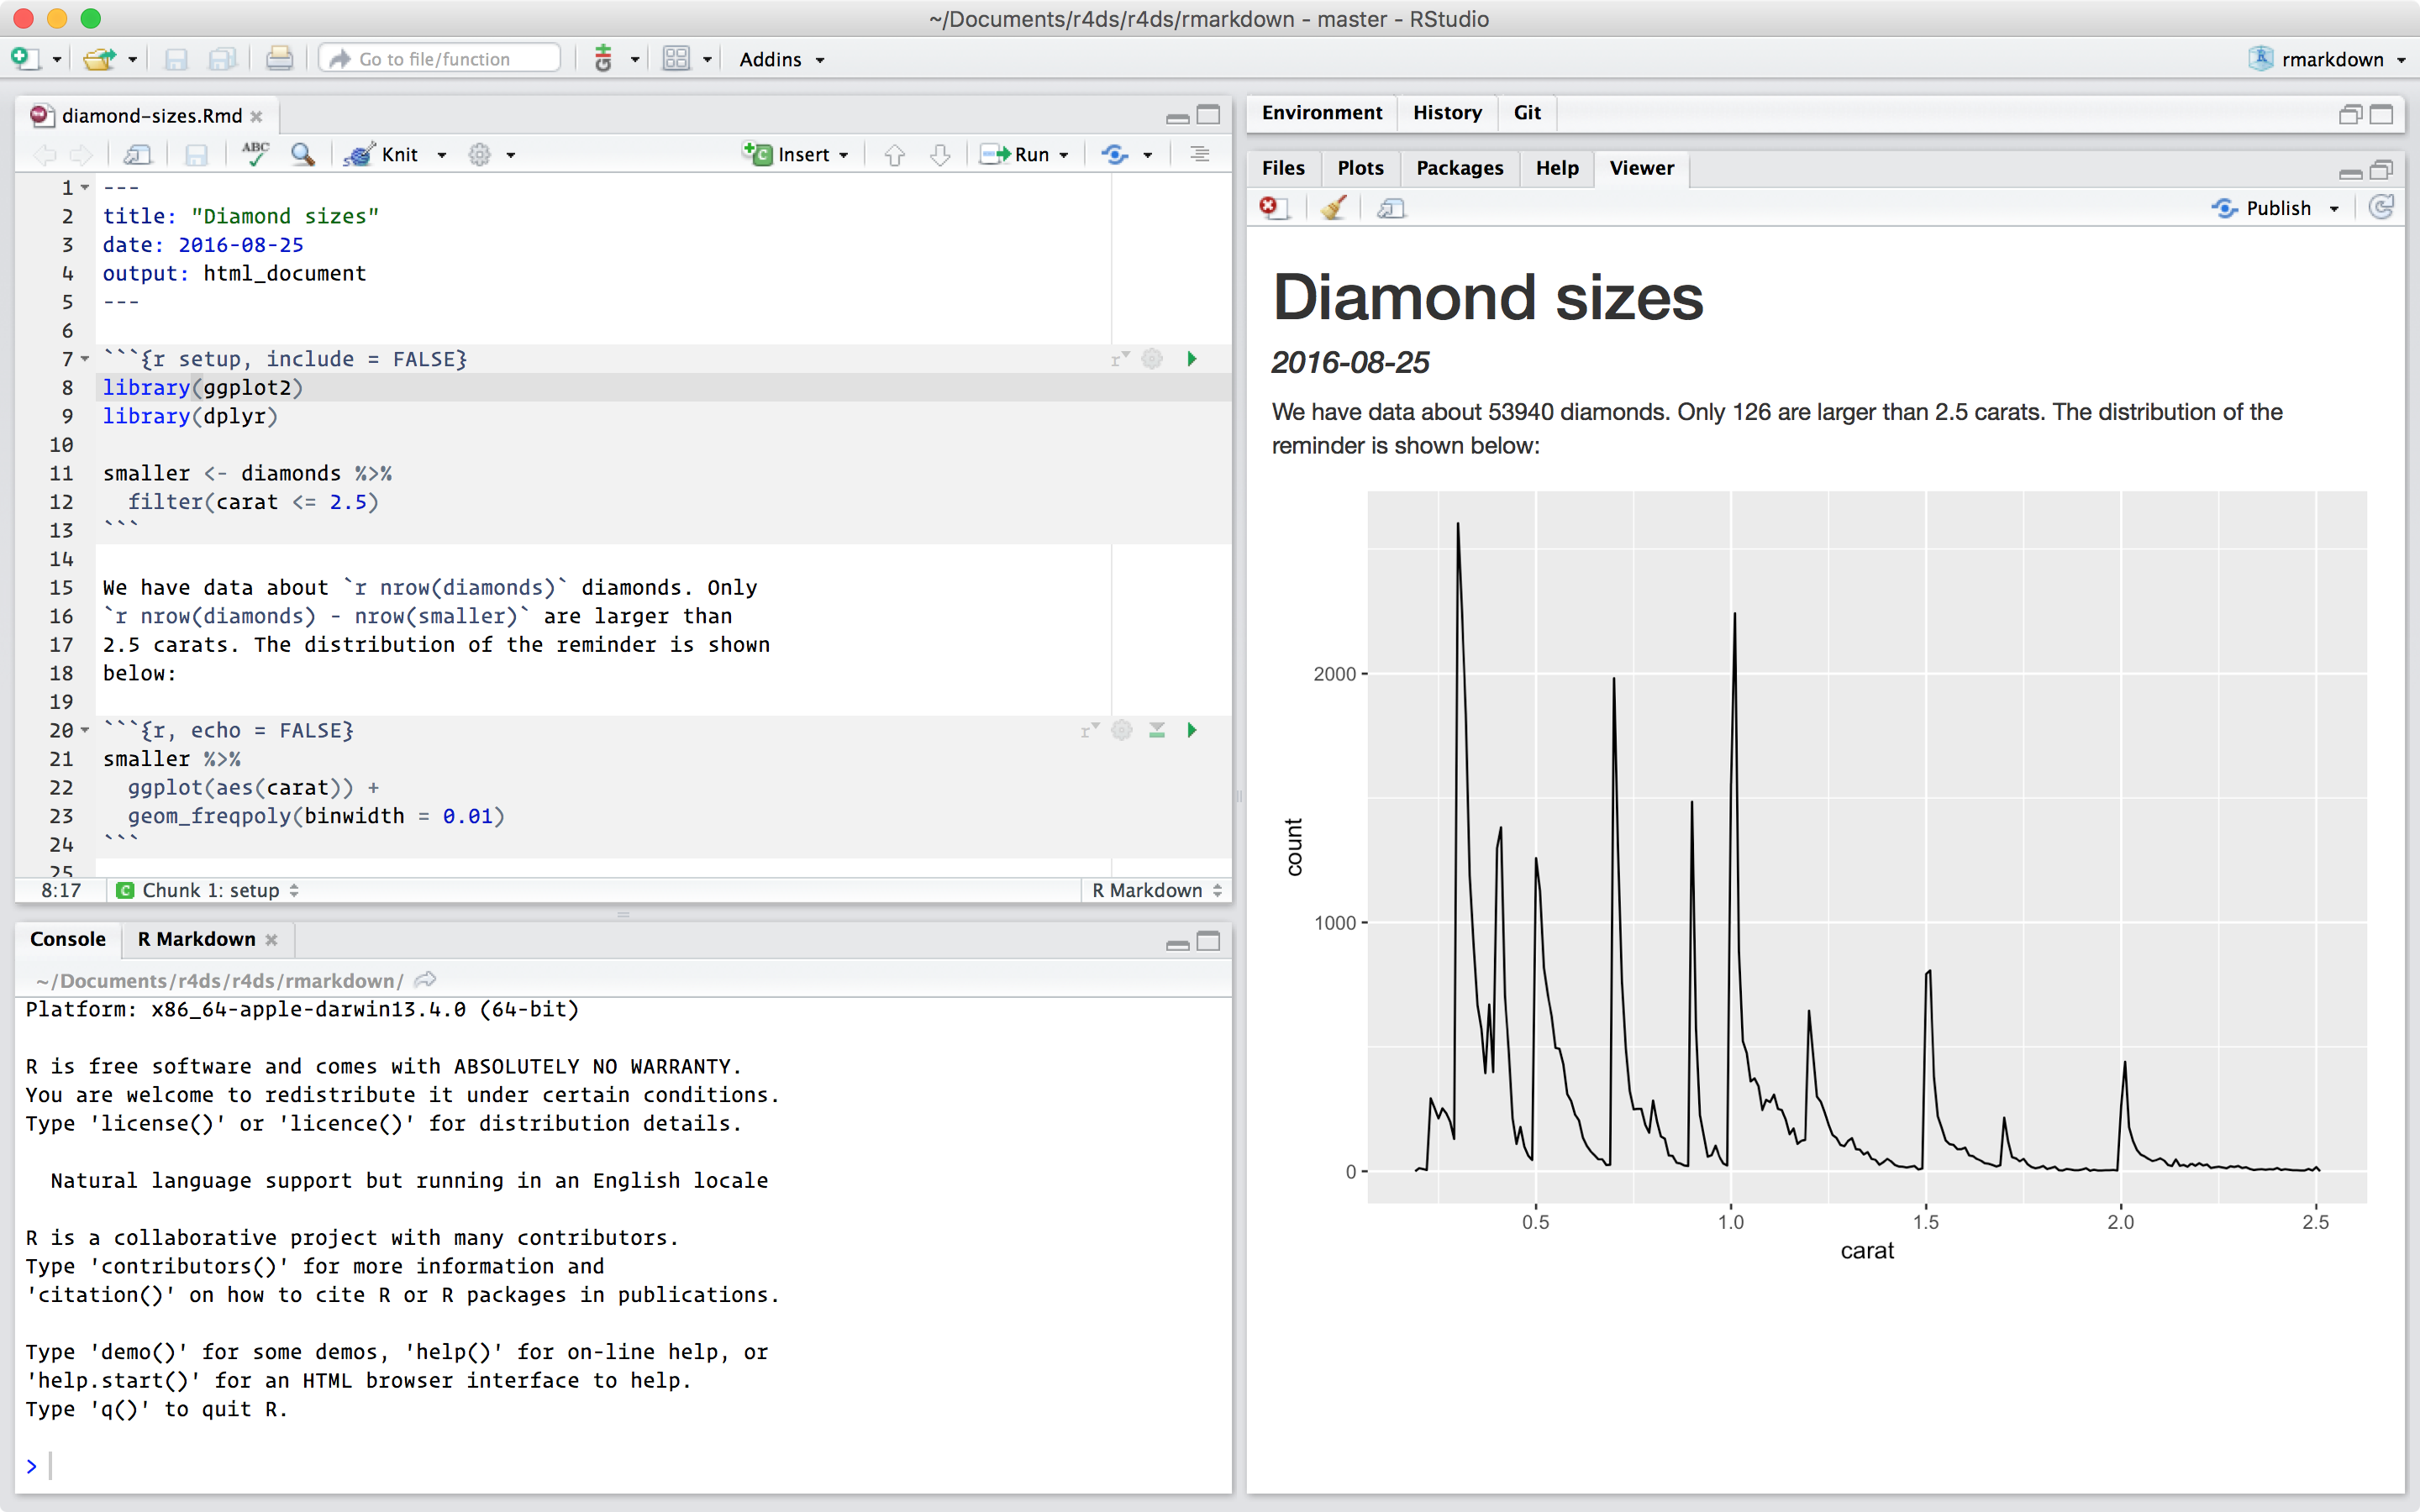 ~/Documents/r4ds/r4ds/rmarkdown - master - RStudio
Go to file/function
Addins
rmarkdown
diamond-sizes.Rmd
ABC
Knit
Insert
Run
1 ---
2 title: "Diamond sizes"
3 date: 2016-08-25
4 output: html_document
5 ---
6
7 ```{r setup, include = FALSE}
8 library(ggplot2)
9 library(dplyr)
10
11 smaller <- diamonds %>%
12   filter(carat <= 2.5)
13 ```
14
15 We have data about `r nrow(diamonds)` diamonds. Only
16 `r nrow(diamonds) - nrow(smaller)` are larger than
17 2.5 carats. The distribution of the reminder is shown
18 below:
19
20 ```{r, echo = FALSE}
21 smaller %>%
22   ggplot(aes(carat)) +
23   geom_freqpoly(binwidth = 0.01)
24 ```
25
8:17 C Chunk 1: setup R Markdown
Console R Markdown
~/Documents/r4ds/r4ds/rmarkdown/
Platform: x86_64-apple-darwin13.4.0 (64-bit)
R is free software and comes with ABSOLUTELY NO WARRANTY.
You are welcome to redistribute it under certain conditions.
Type 'license()' or 'licence()' for distribution details.
  Natural language support but running in an English locale
R is a collaborative project with many contributors.
Type 'contributors()' for more information and
'citation()' on how to cite R or R packages in publications.
Type 'demo()' for some demos, 'help()' for on-line help, or
'help.start()' for an HTML browser interface to help.
Type 'q()' to quit R.
>
Environment History Git
Files Plots Packages Help Viewer
Publish
Diamond sizes
2016-08-25
We have data about 53940 diamonds. Only 126 are larger than 2.5 carats. The distribution of the
reminder is shown below:
2000
1000
0
count
0.5 1.0 1.5 2.0 2.5
carat